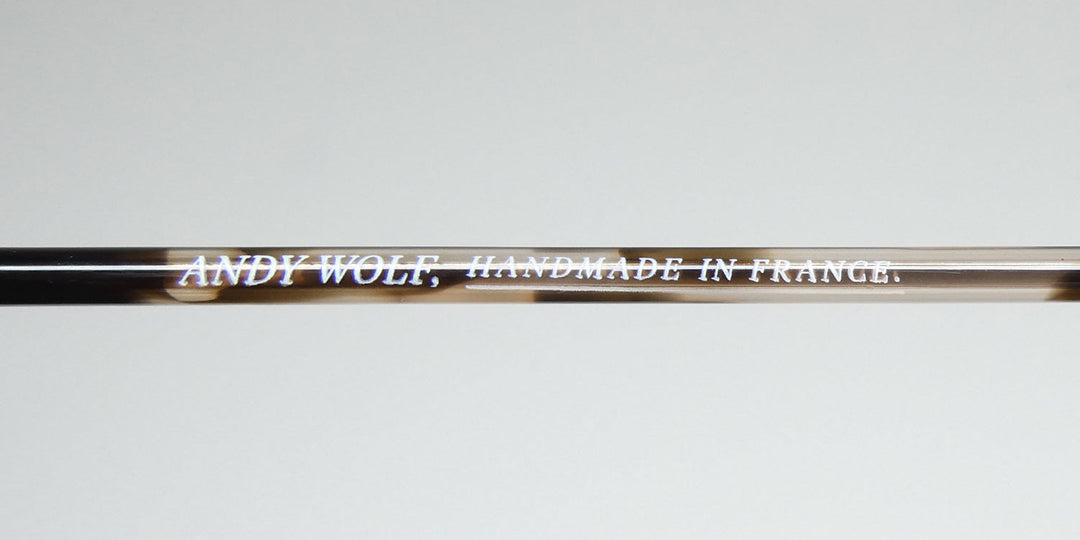 ANDY WOLF, HANDMADE IN FRANCE.